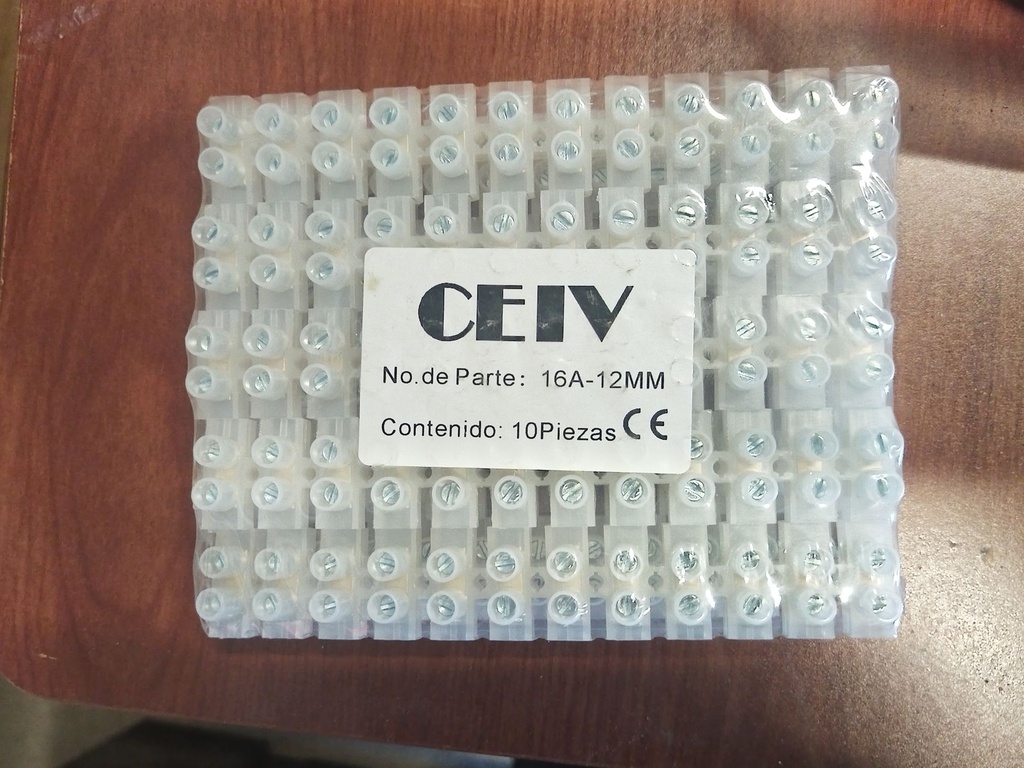 CEIV
No. de Parte: 16A-12MM
Contenido: 10Piezas CE